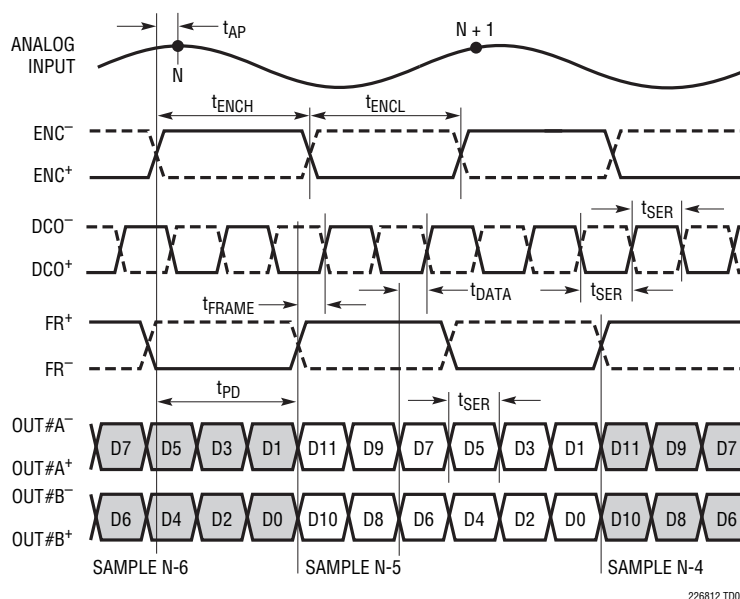 tAP
ANALOG INPUT
N
N + 1
tENCH
tENCL
ENC–
ENC+
DCO–
DCO+
tSER
tFRAME
tDATA
tSER
FR+
FR–
tPD
tSER
OUT#A–
OUT#A+
D7 D5 D3 D1 D11 D9 D7 D5 D3 D1 D11 D9 D7
OUT#B–
OUT#B+
D6 D4 D2 D0 D10 D8 D6 D4 D2 D0 D10 D8 D6
SAMPLE N-6
SAMPLE N-5
SAMPLE N-4
226812 TD0